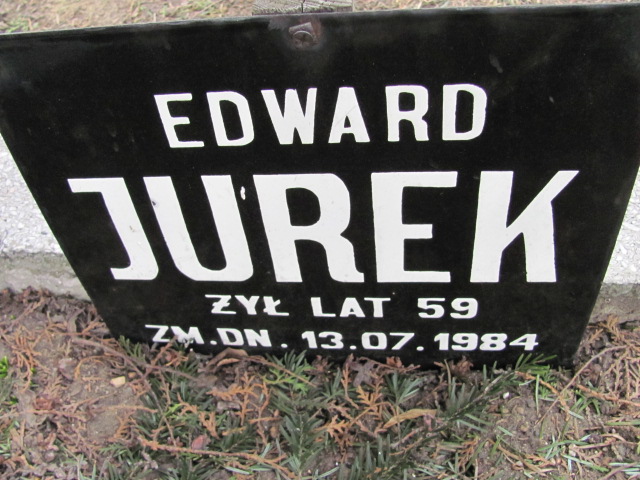 EDWARD
JUREK
ŻYŁ LAT 59
ZM. DN. 13.07.1984